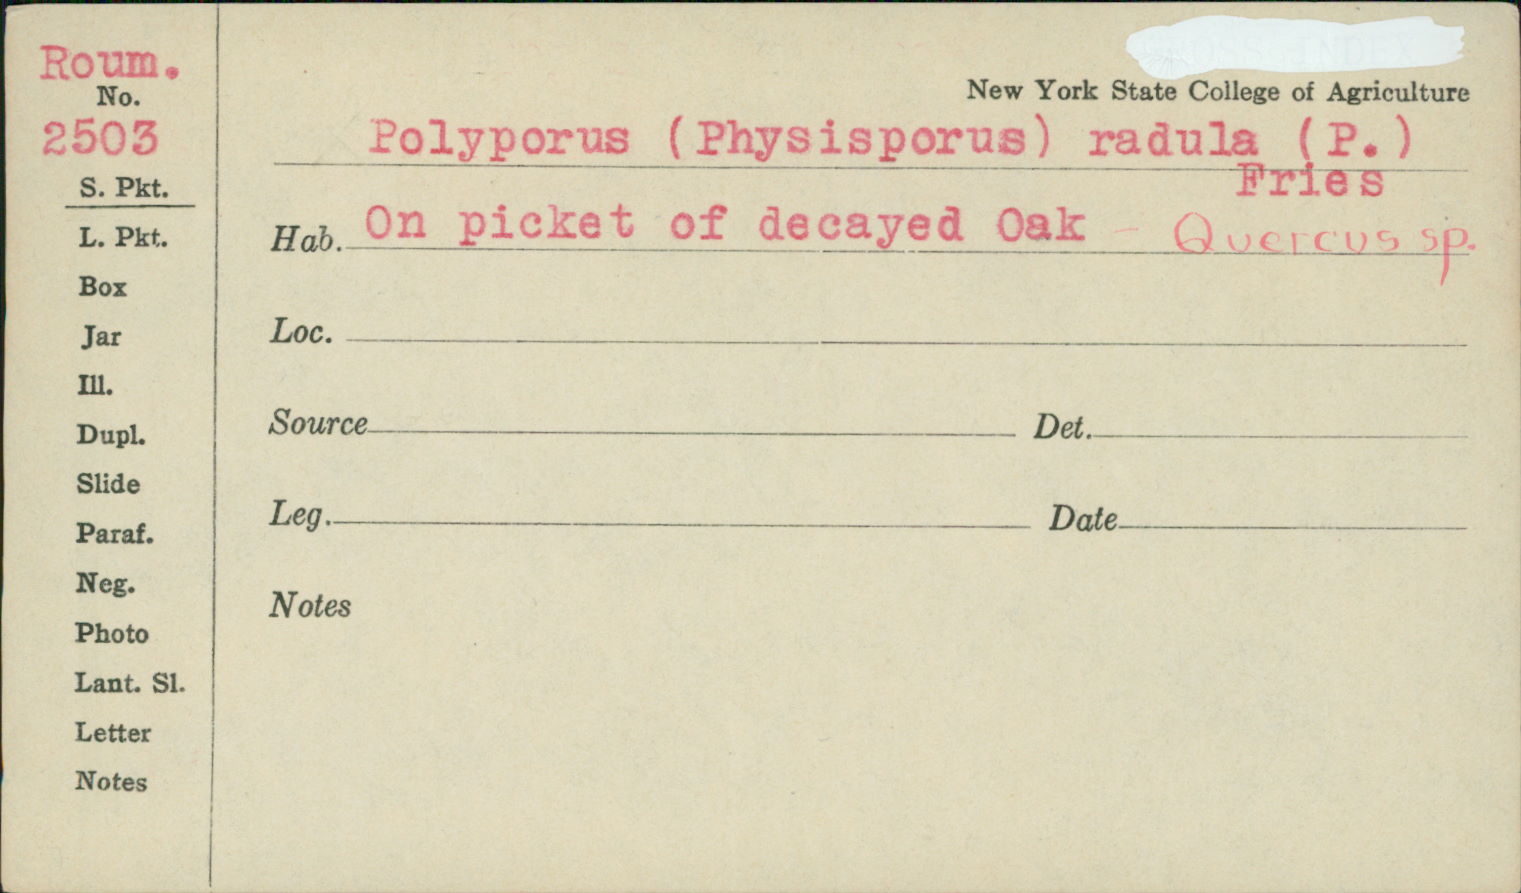 Roum.
No.
2503
S. Pkt.
L. Pkt.
Box
Jar
Ill.
Dupl.
Slide
Paraf.
Neg.
Photo
Lant. Sl.
Letter
Notes
CROSS-INDEX
New York State College of Agriculture
Polyporus (Physisporus) radula (P.)
Fries
Hab. On picket of decayed Oak - Quercus sp.
Loc.
Source Det.
Leg. Date
Notes